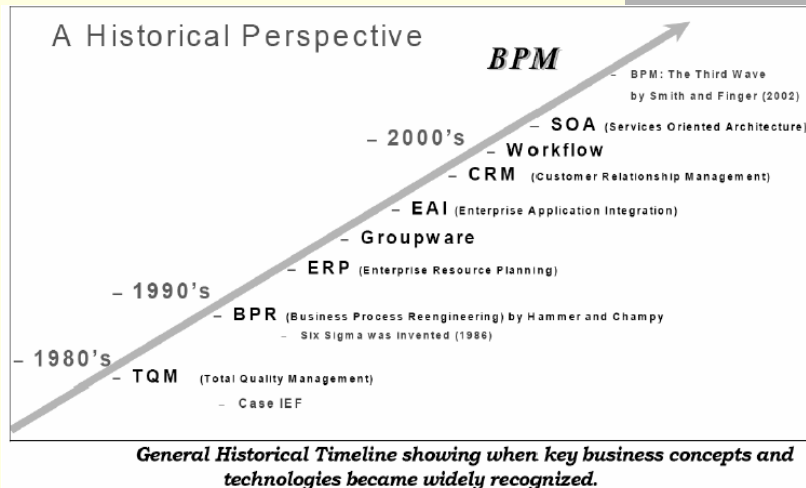 A Historical Perspective
BPM
– BPM: The Third Wave
by Smith and Finger (2002)
– SOA (Services Oriented Architecture)
– 2000's
– Workflow
– CRM (Customer Relationship Management)
– EAI (Enterprise Application Integration)
– Groupware
– ERP (Enterprise Resource Planning)
– 1990's
– BPR (Business Process Reengineering) by Hammer and Champy
– Six Sigma was invented (1986)
– 1980's
– TQM (Total Quality Management)
– Case IEF
General Historical Timeline showing when key business concepts and
technologies became widely recognized.